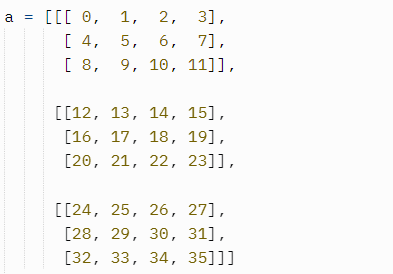 a = [[[ 0,  1,  2,  3],
      [ 4,  5,  6,  7],
      [ 8,  9, 10, 11]],

     [[12, 13, 14, 15],
      [16, 17, 18, 19],
      [20, 21, 22, 23]],

     [[24, 25, 26, 27],
      [28, 29, 30, 31],
      [32, 33, 34, 35]]]